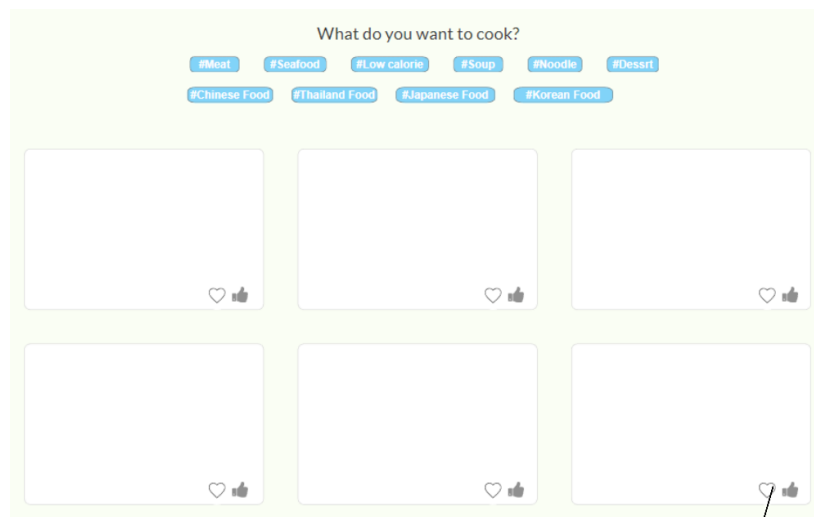 What do you want to cook?
#Meat #Seafood #Low calorie #Soup #Noodle #Dessrt
#Chinese Food #Thailand Food #Japanese Food #Korean Food